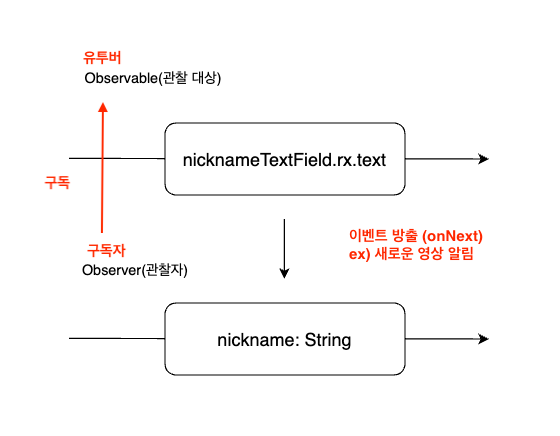 유투버
Observable(관찰 대상)
nicknameTextField.rx.text
구독
구독자
Observer(관찰자)
이벤트 방출 (onNext)
ex) 새로운 영상 알림
nickname: String